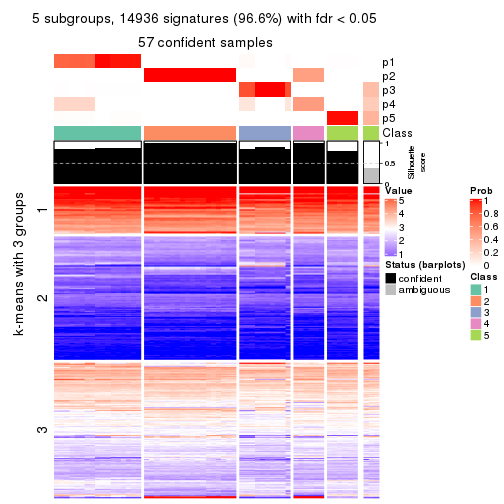 5 subgroups, 14936 signatures (96.6%) with fdr < 0.05
57 confident samples
p1
p2
p3
p4
p5
Class
1
0.5
0
Silhouette
score
k-means with 3 groups
1
2
3
Value
5
4
3
2
1
Status (barplots)
confident
ambiguous
Prob
1
0.8
0.6
0.4
0.2
0
Class
1
2
3
4
5